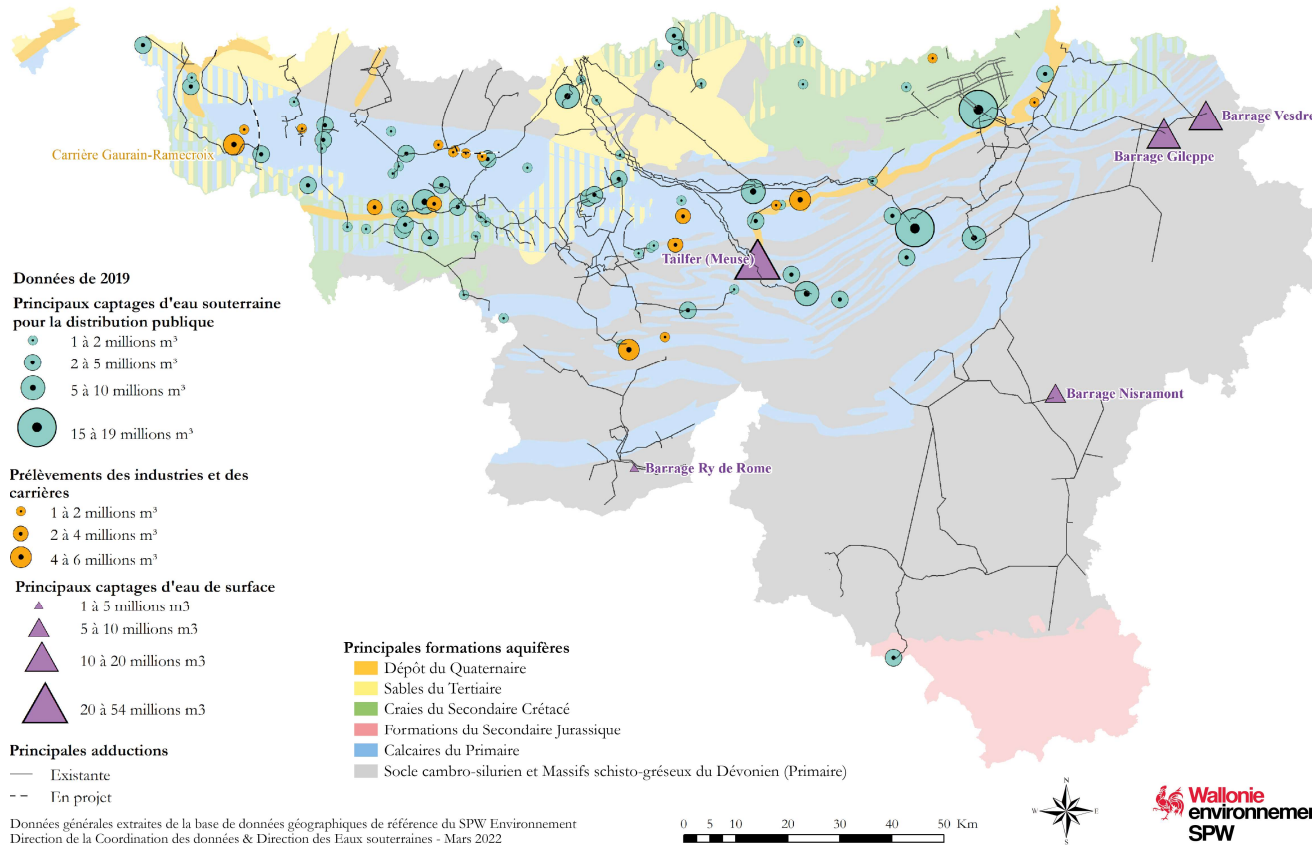 Barrage Vesdre
Barrage Gileppe
Carrière Gaurain-Ramecroix
Tailfer (Meuse)
Barrage Nisramont
Barrage Ry de Rome
Données de 2019
Principaux captages d'eau souterraine
pour la distribution publique
1 à 2 millions m³
2 à 5 millions m³
5 à 10 millions m³
15 à 19 millions m³
Prélèvements des industries et des
carrières
1 à 2 millions m³
2 à 4 millions m³
4 à 6 millions m³
Principaux captages d'eau de surface
1 à 5 millions m3
5 à 10 millions m3
10 à 20 millions m3
20 à 54 millions m3
Principales adductions
Existante
En projet
Principales formations aquifères
Dépôt du Quaternaire
Sables du Tertiaire
Craies du Secondaire Crétacé
Formations du Secondaire Jurassique
Calcaires du Primaire
Socle cambro-silurien et Massifs schisto-gréseux du Dévonien (Primaire)
Données générales extraites de la base de données géographiques de référence du SPW Environnement
Direction de la Coordination des données & Direction des Eaux souterraines - Mars 2022
0 5 10 20 30 40 50 Km
N
W E
S
Wallonie
environnement
SPW